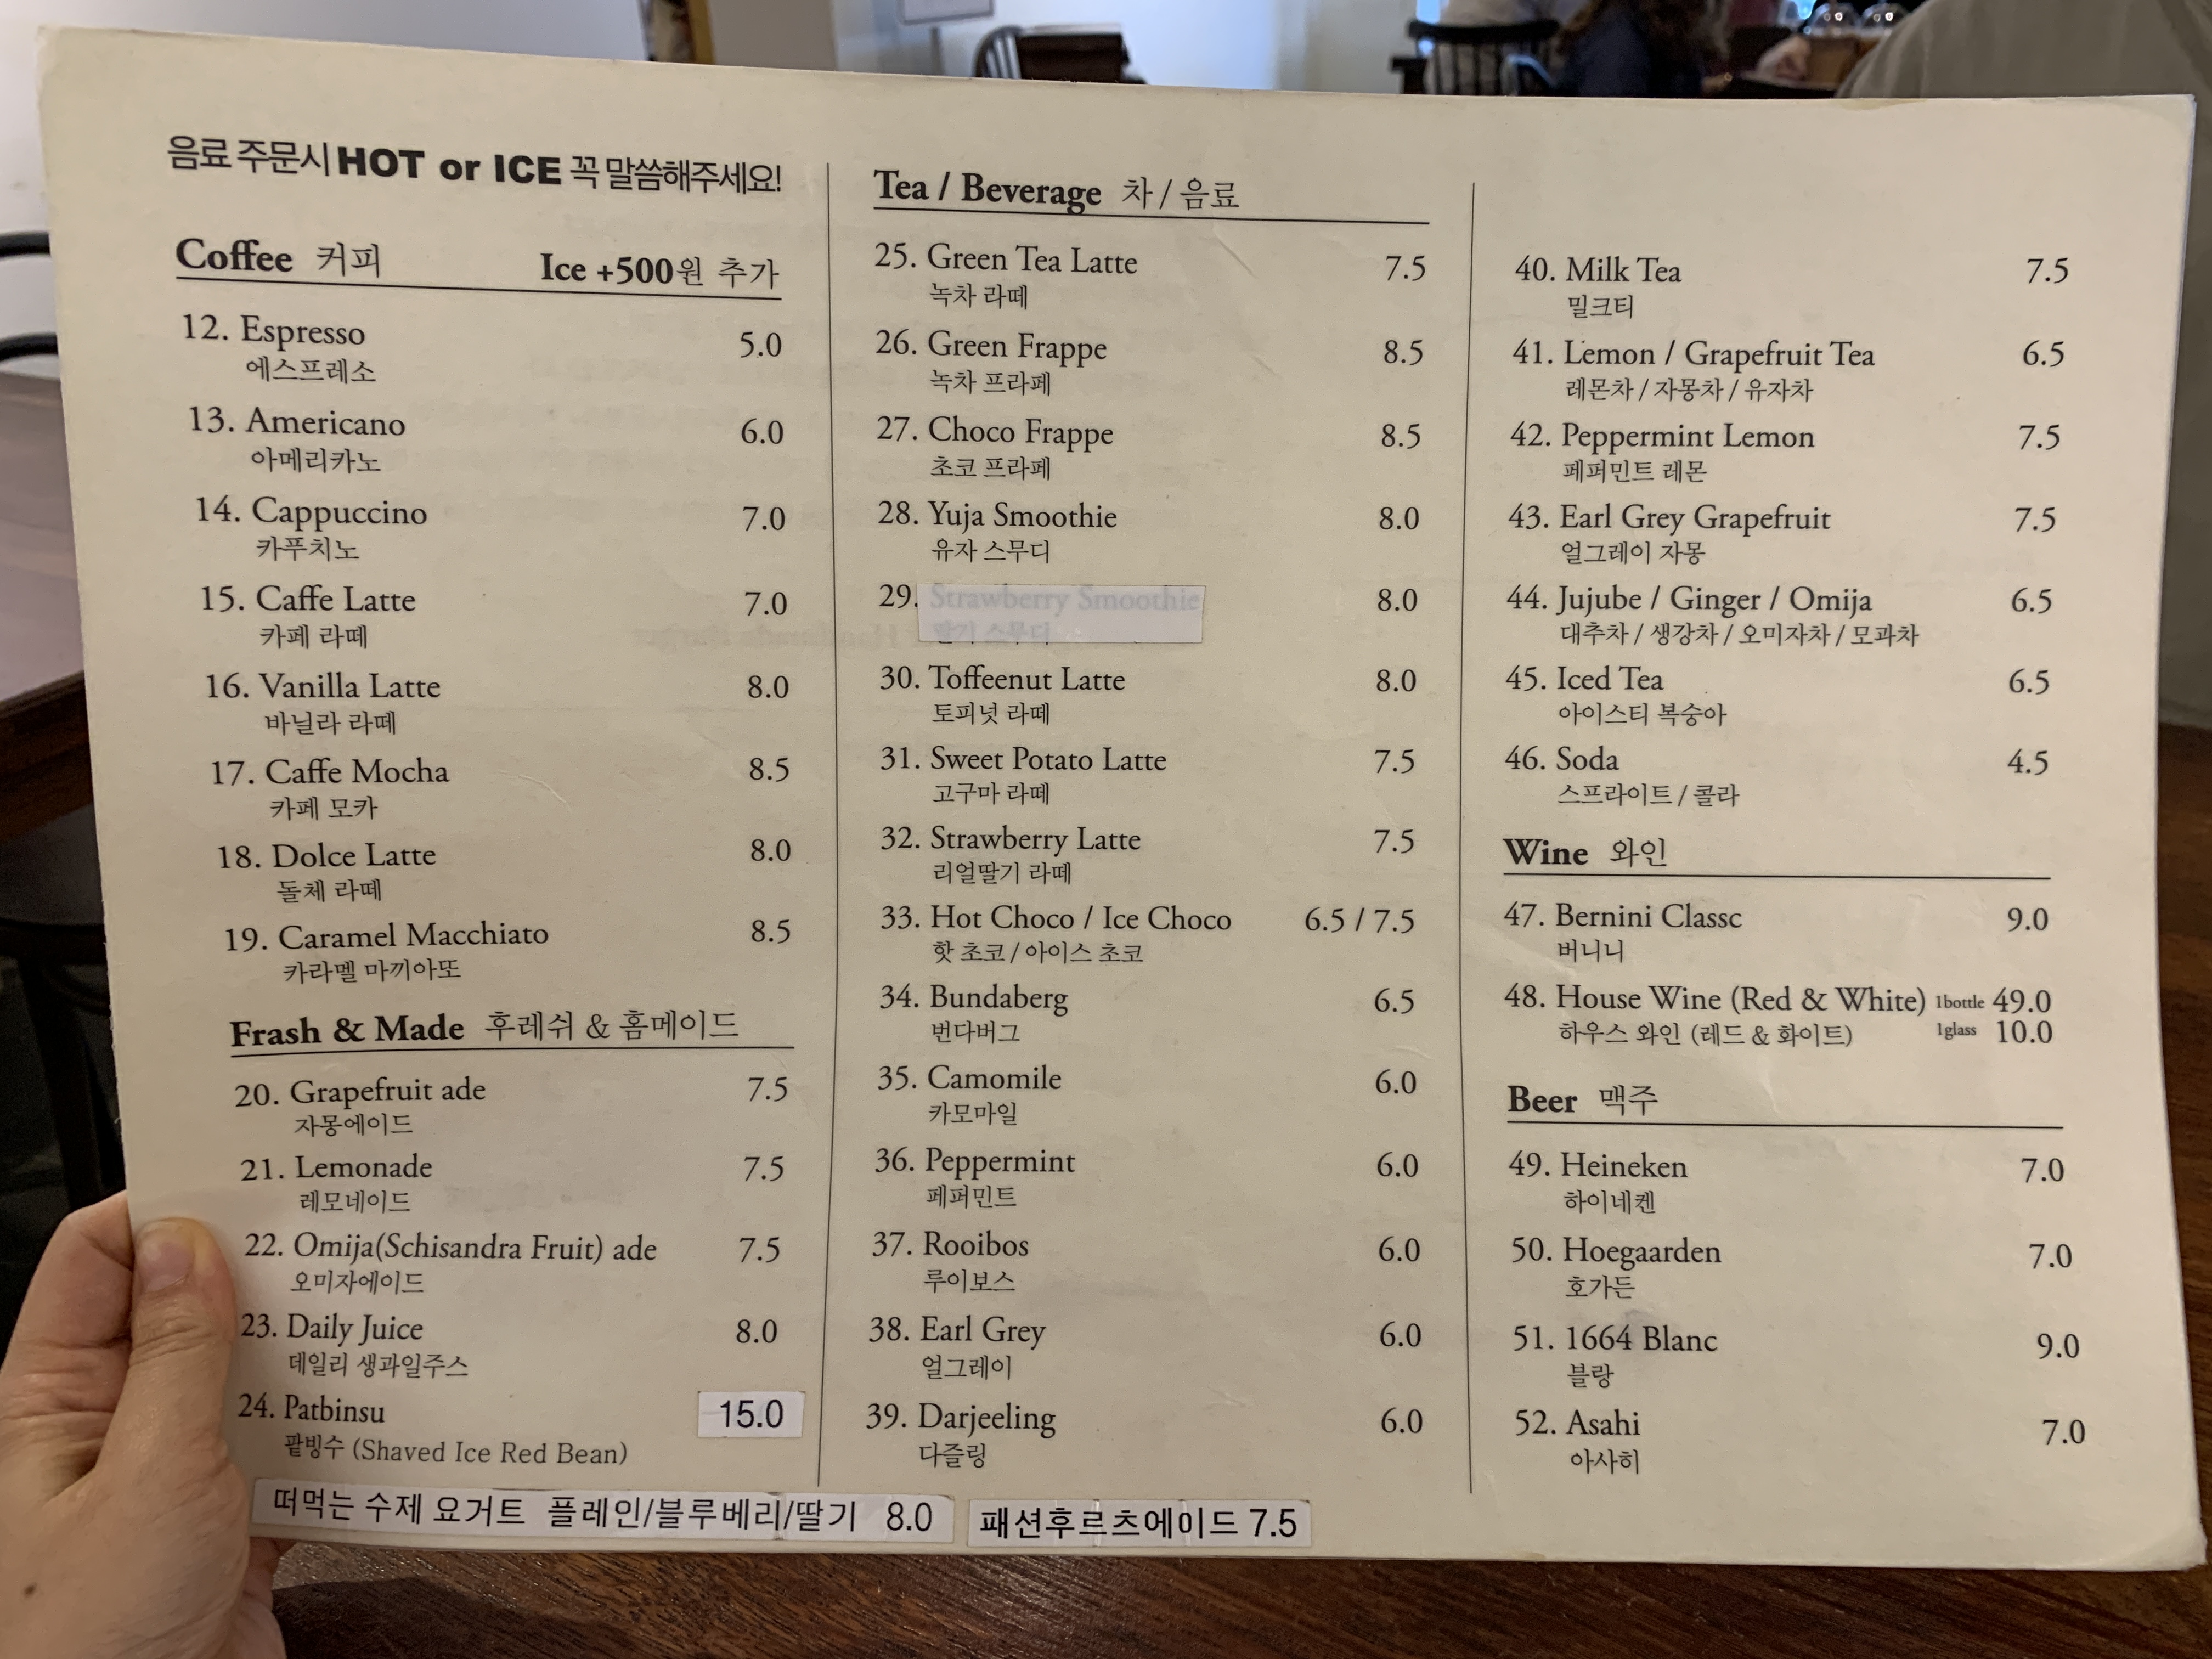 음료 주문시 HOT or ICE 꼭 말씀해주세요!
Coffee 커피 Ice +500원 추가
12. Espresso 5.0
에스프레소
13. Americano 6.0
아메리카노
14. Cappuccino 7.0
카푸치노
15. Caffe Latte 7.0
카페 라떼
16. Vanilla Latte 8.0
바닐라 라떼
17. Caffe Mocha 8.5
카페 모카
18. Dolce Latte 8.0
돌체 라떼
19. Caramel Macchiato 8.5
카라멜 마끼아또
Frash & Made 후레쉬 & 홈메이드
20. Grapefruit ade 7.5
자몽에이드
21. Lemonade 7.5
레모네이드
22. Omija(Schisandra Fruit) ade 7.5
오미자에이드
23. Daily Juice 8.0
데일리 생과일주스
24. Patbinsu 15.0
팥빙수 (Shaved Ice Red Bean)
떠먹는 수제 요거트 플레인/블루베리/딸기 8.0
패션후르츠에이드 7.5
Tea / Beverage 차 / 음료
25. Green Tea Latte 7.5
녹차 라떼
26. Green Frappe 8.5
녹차 프라페
27. Choco Frappe 8.5
초코 프라페
28. Yuja Smoothie 8.0
유자 스무디
29. Strawberry Smoothie 8.0
딸기 스무디
30. Toffeenut Latte 8.0
토피넛 라떼
31. Sweet Potato Latte 7.5
고구마 라떼
32. Strawberry Latte 7.5
리얼딸기 라떼
33. Hot Choco / Ice Choco 6.5 / 7.5
핫 초코 / 아이스 초코
34. Bundaberg 6.5
번다버그
35. Camomile 6.0
카모마일
36. Peppermint 6.0
페퍼민트
37. Rooibos 6.0
루이보스
38. Earl Grey 6.0
얼그레이
39. Darjeeling 6.0
다즐링
40. Milk Tea 7.5
밀크티
41. Lemon / Grapefruit Tea 6.5
레몬차 / 자몽차 / 유자차
42. Peppermint Lemon 7.5
페퍼민트 레몬
43. Earl Grey Grapefruit 7.5
얼그레이 자몽
44. Jujube / Ginger / Omija 6.5
대추차 / 생강차 / 오미자차 / 모과차
45. Iced Tea 6.5
아이스티 복숭아
46. Soda 4.5
스프라이트 / 콜라
Wine 와인
47. Bernini Classc 9.0
버니니
48. House Wine (Red & White) 1bottle 49.0
하우스 와인 (레드 & 화이트) 1glass 10.0
Beer 맥주
49. Heineken 7.0
하이네켄
50. Hoegaarden 7.0
호가든
51. 1664 Blanc 9.0
블랑
52. Asahi 7.0
아사히